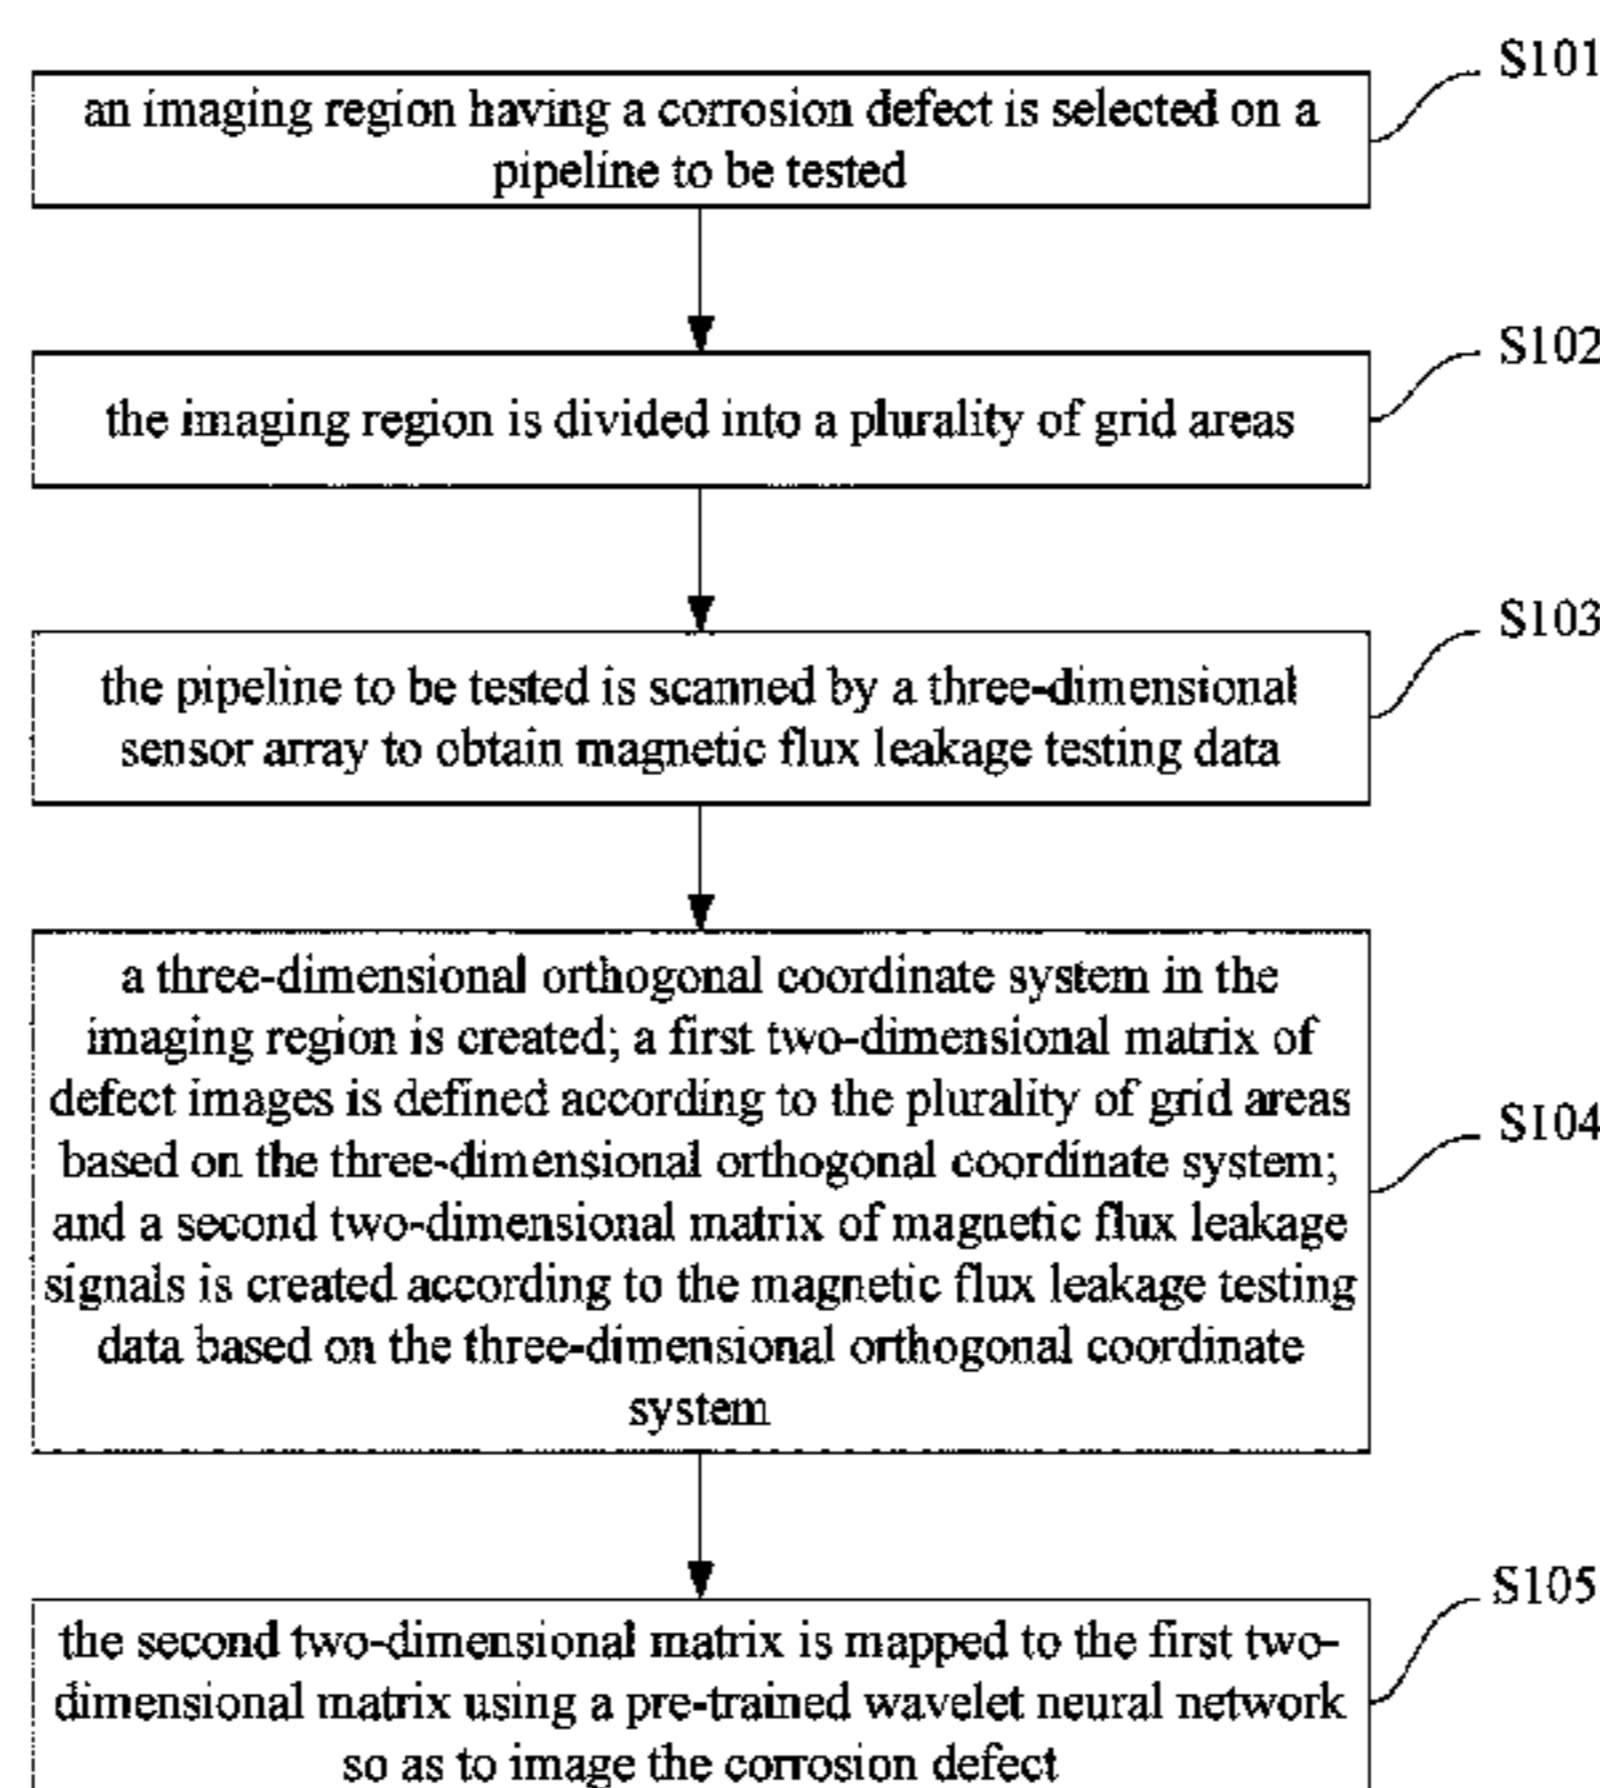 S101
an imaging region having a corrosion defect is selected on a
pipeline to be tested
S102
the imaging region is divided into a plurality of grid areas
S103
the pipeline to be tested is scanned by a three-dimensional
sensor array to obtain magnetic flux leakage testing data
a three-dimensional orthogonal coordinate system in the
imaging region is created; a first two-dimensional matrix of
defect images is defined according to the plurality of grid areas
S104
based on the three-dimensional orthogonal coordinate system;
and a second two-dimensional matrix of magnetic flux leakage
signals is created according to the magnetic flux leakage testing
data based on the three-dimensional orthogonal coordinate
system
S105
the second two-dimensional matrix is mapped to the first two-
dimensional matrix using a pre-trained wavelet neural network
so as to image the corrosion defect